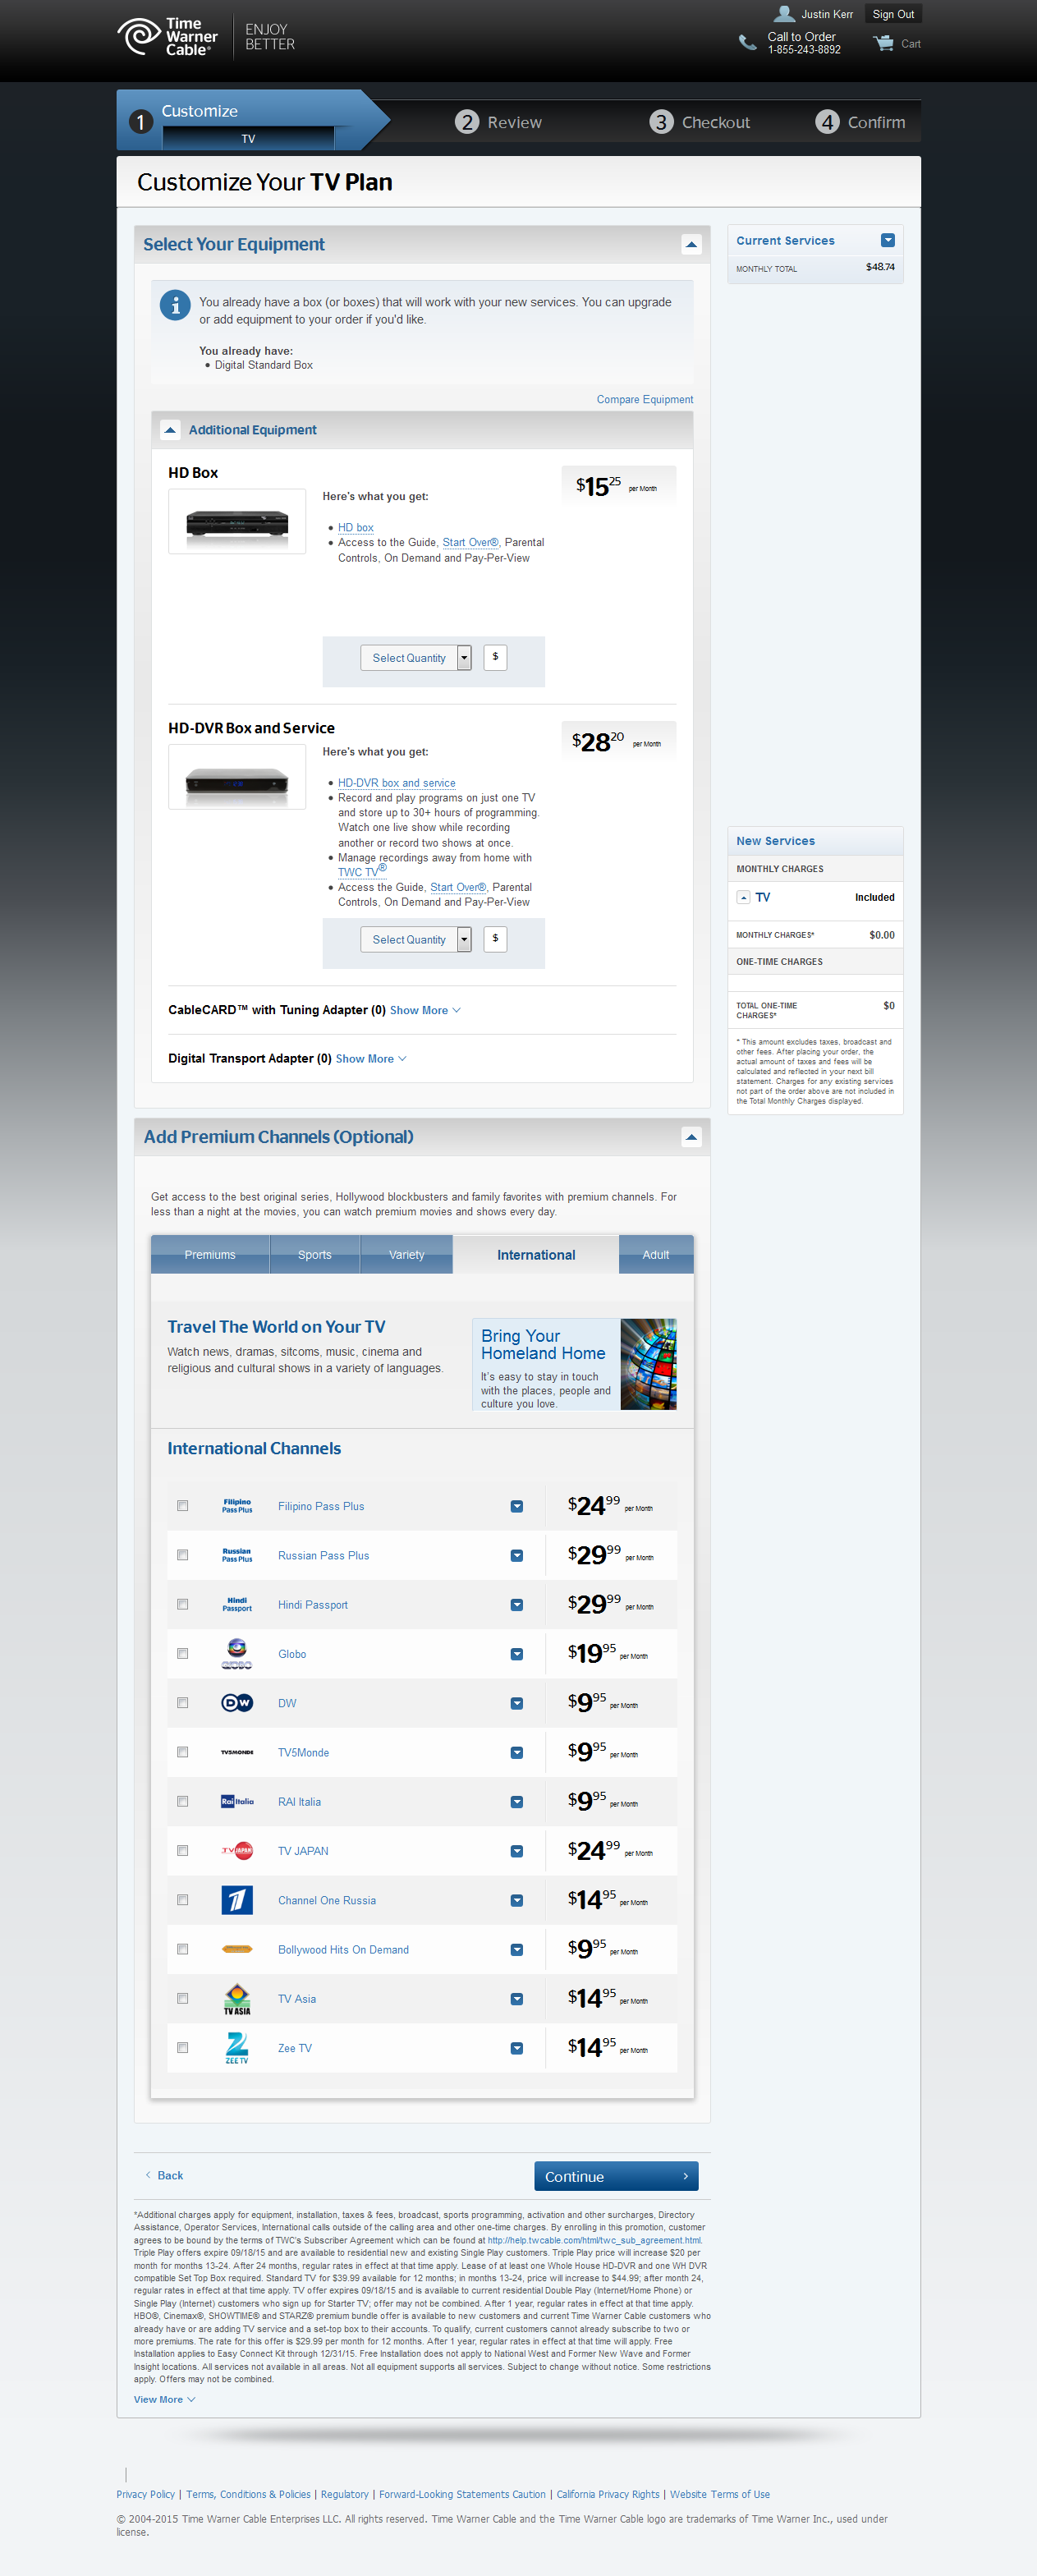 Time
Warner
Cable®
ENJOY
BETTER
Justin Kerr
Sign Out
Call to Order
1-855-243-8892
Cart
1 Customize
TV
2 Review
3 Checkout
4 Confirm
Customize Your TV Plan
Select Your Equipment
You already have a box (or boxes) that will work with your new services. You can upgrade
or add equipment to your order if you'd like.
You already have:
• Digital Standard Box
Compare Equipment
Additional Equipment
HD Box
Here's what you get:
$15 25 per Month
• HD box
• Access to the Guide, Start Over®, Parental
Controls, On Demand and Pay-Per-View
Select Quantity
$
HD-DVR Box and Service
Here's what you get:
$28 20 per Month
• HD-DVR box and service
• Record and play programs on just one TV
and store up to 30+ hours of programming.
Watch one live show while recording
another or record two shows at once.
• Manage recordings away from home with
TWC TV®
• Access the Guide, Start Over®, Parental
Controls, On Demand and Pay-Per-View
Select Quantity
$
CableCARD™ with Tuning Adapter (0) Show More
Digital Transport Adapter (0) Show More
Current Services
MONTHLY TOTAL $48.74
New Services
MONTHLY CHARGES
TV Included
MONTHLY CHARGES* $0.00
ONE-TIME CHARGES
TOTAL ONE-TIME $0
CHARGES*
* This amount excludes taxes, broadcast and
other fees. After placing your order, the
actual amount of taxes and fees will be
calculated and reflected in your next bill
statement. Charges for any existing services
not part of the order above are not included in
the Total Monthly Charges displayed.
Add Premium Channels (Optional)
Get access to the best original series, Hollywood blockbusters and family favorites with premium channels. For
less than a night at the movies, you can watch premium movies and shows every day.
Premiums
Sports
Variety
International
Adult
Travel The World on Your TV
Watch news, dramas, sitcoms, music, cinema and
religious and cultural shows in a variety of languages.
Bring Your
Homeland Home
It's easy to stay in touch
with the places, people and
culture you love.
International Channels
Filipino
Pass Plus
Filipino Pass Plus
$24 99 per Month
Russian
Pass Plus
Russian Pass Plus
$29 99 per Month
Hindi
Passport
Hindi Passport
$29 99 per Month
GLOBO
Globo
$19 95 per Month
DW
DW
$9 95 per Month
TV5MONDE
TV5Monde
$9 95 per Month
Rai Italia
RAI Italia
$9 95 per Month
TV JAPAN
TV JAPAN
$24 99 per Month
Channel One Russia
$14 95 per Month
Bollywood Hits On Demand
$9 95 per Month
TV ASIA
TV Asia
$14 95 per Month
ZEE TV
Zee TV
$14 95 per Month
Back
Continue
*Additional charges apply for equipment, installation, taxes & fees, broadcast, sports programming, activation and other surcharges, Directory
Assistance, Operator Services, International calls outside of the calling area and other one-time charges. By enrolling in this promotion, customer
agrees to be bound by the terms of TWC's Subscriber Agreement which can be found at http://help.twcable.com/html/twc_sub_agreement.html.
Triple Play offers expire 09/18/15 and are available to residential new and existing Single Play customers. Triple Play price will increase $20 per
month for months 13-24. After 24 months, regular rates in effect at that time apply. Lease of at least one Whole House HD-DVR and one WH DVR
compatible Set Top Box required. Standard TV for $39.99 available for 12 months; in months 13-24, price will increase to $44.99; after month 24,
regular rates in effect at that time apply. TV offer expires 09/18/15 and is available to current residential Double Play (Internet/Home Phone) or
Single Play (Internet) customers who sign up for Starter TV; offer may not be combined. After 1 year, regular rates in effect at that time apply.
HBO®, Cinemax®, SHOWTIME® and STARZ® premium bundle offer is available to new customers and current Time Warner Cable customers who
already have or are adding TV service and a set-top box to their accounts. To qualify, current customers cannot already subscribe to two or
more premiums. The rate for this offer is $29.99 per month for 12 months. After 1 year, regular rates in effect at that time will apply. Free
Installation applies to Easy Connect Kit through 12/31/15. Free Installation does not apply to National West and Former New Wave and Former
Insight locations. All services not available in all areas. Not all equipment supports all services. Subject to change without notice. Some restrictions
apply. Offers may not be combined.
View More
Privacy Policy | Terms, Conditions & Policies | Regulatory | Forward-Looking Statements Caution | California Privacy Rights | Website Terms of Use
© 2004-2015 Time Warner Cable Enterprises LLC. All rights reserved. Time Warner Cable and the Time Warner Cable logo are trademarks of Time Warner Inc., used under
license.